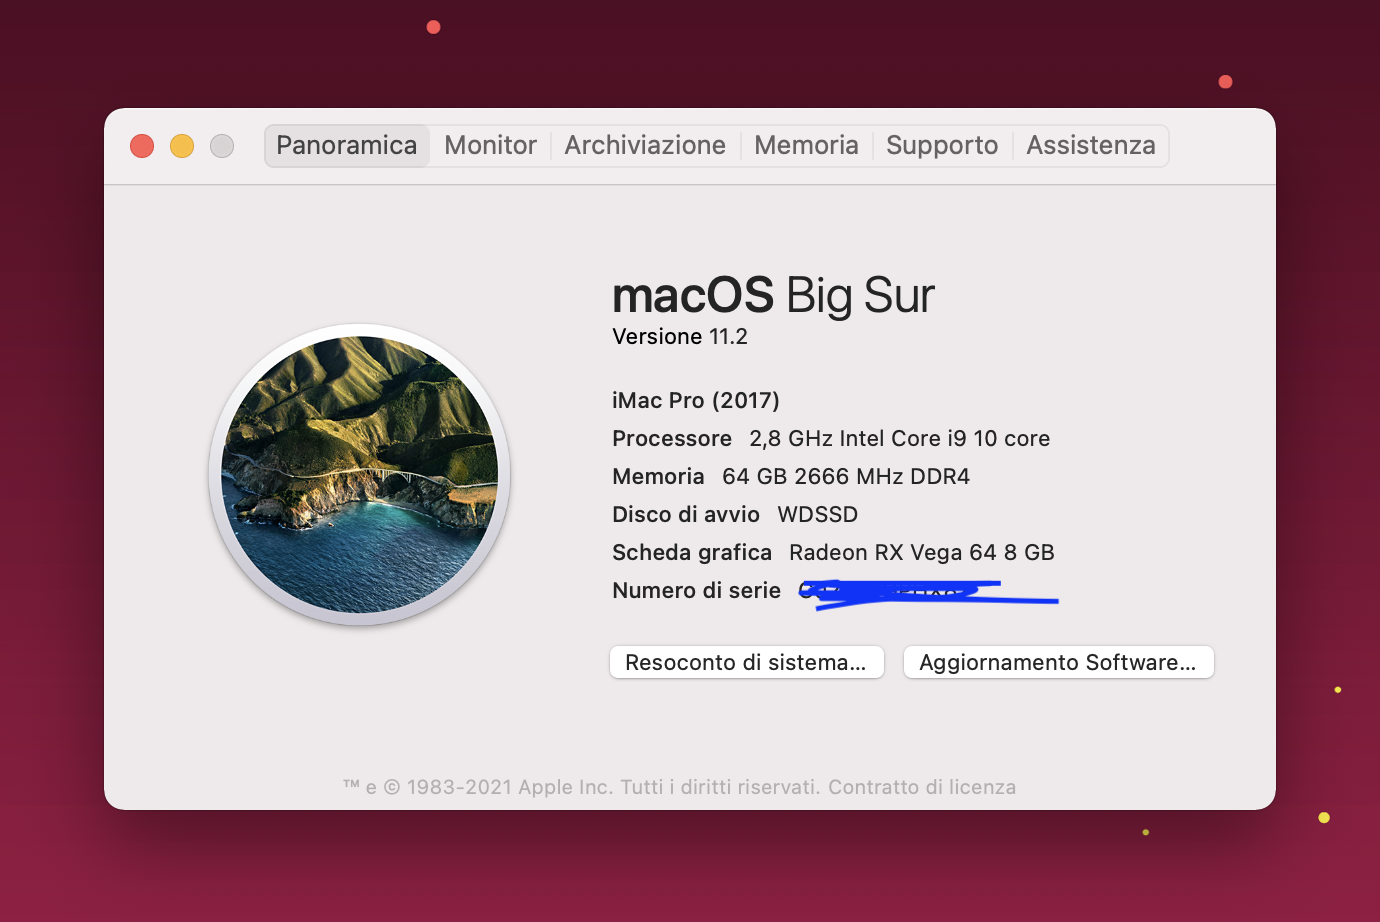 Panoramica Monitor Archiviazione Memoria Supporto Assistenza
macOS Big Sur
Versione 11.2
iMac Pro (2017)
Processore 2,8 GHz Intel Core i9 10 core
Memoria 64 GB 2666 MHz DDR4
Disco di avvio WDSSD
Scheda grafica Radeon RX Vega 64 8 GB
Numero di serie
Resoconto di sistema... Aggiornamento Software...
™ e © 1983-2021 Apple Inc. Tutti i diritti riservati. Contratto di licenza